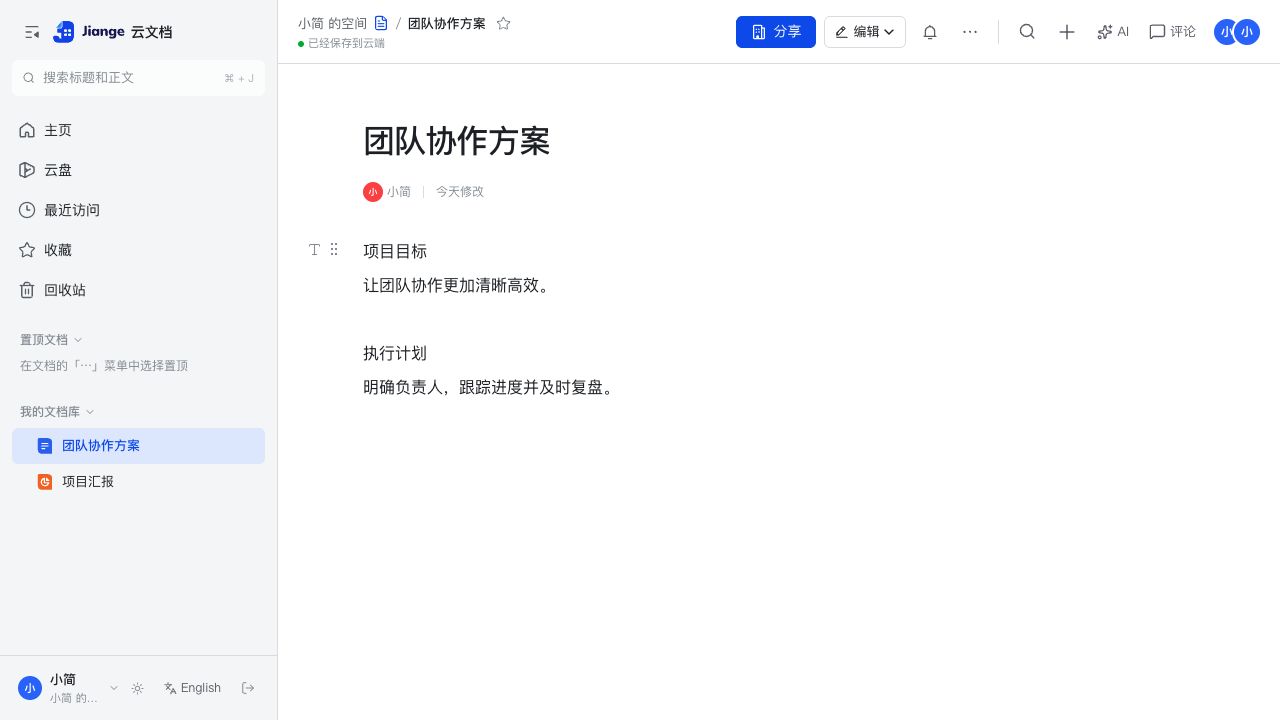 Jiange 云文档
搜索标题和正文 ⌘ + J
主页
云盘
最近访问
收藏
回收站
置顶文档
在文档的「···」菜单中选择置顶
我的文档库
团队协作方案
项目汇报
小
小简
小简 的...
English
小简 的空间 / 团队协作方案
已经保存到云端
分享
编辑
AI
评论
小
小
团队协作方案
小 小简 今天修改
项目目标
让团队协作更加清晰高效。
执行计划
明确负责人，跟踪进度并及时复盘。